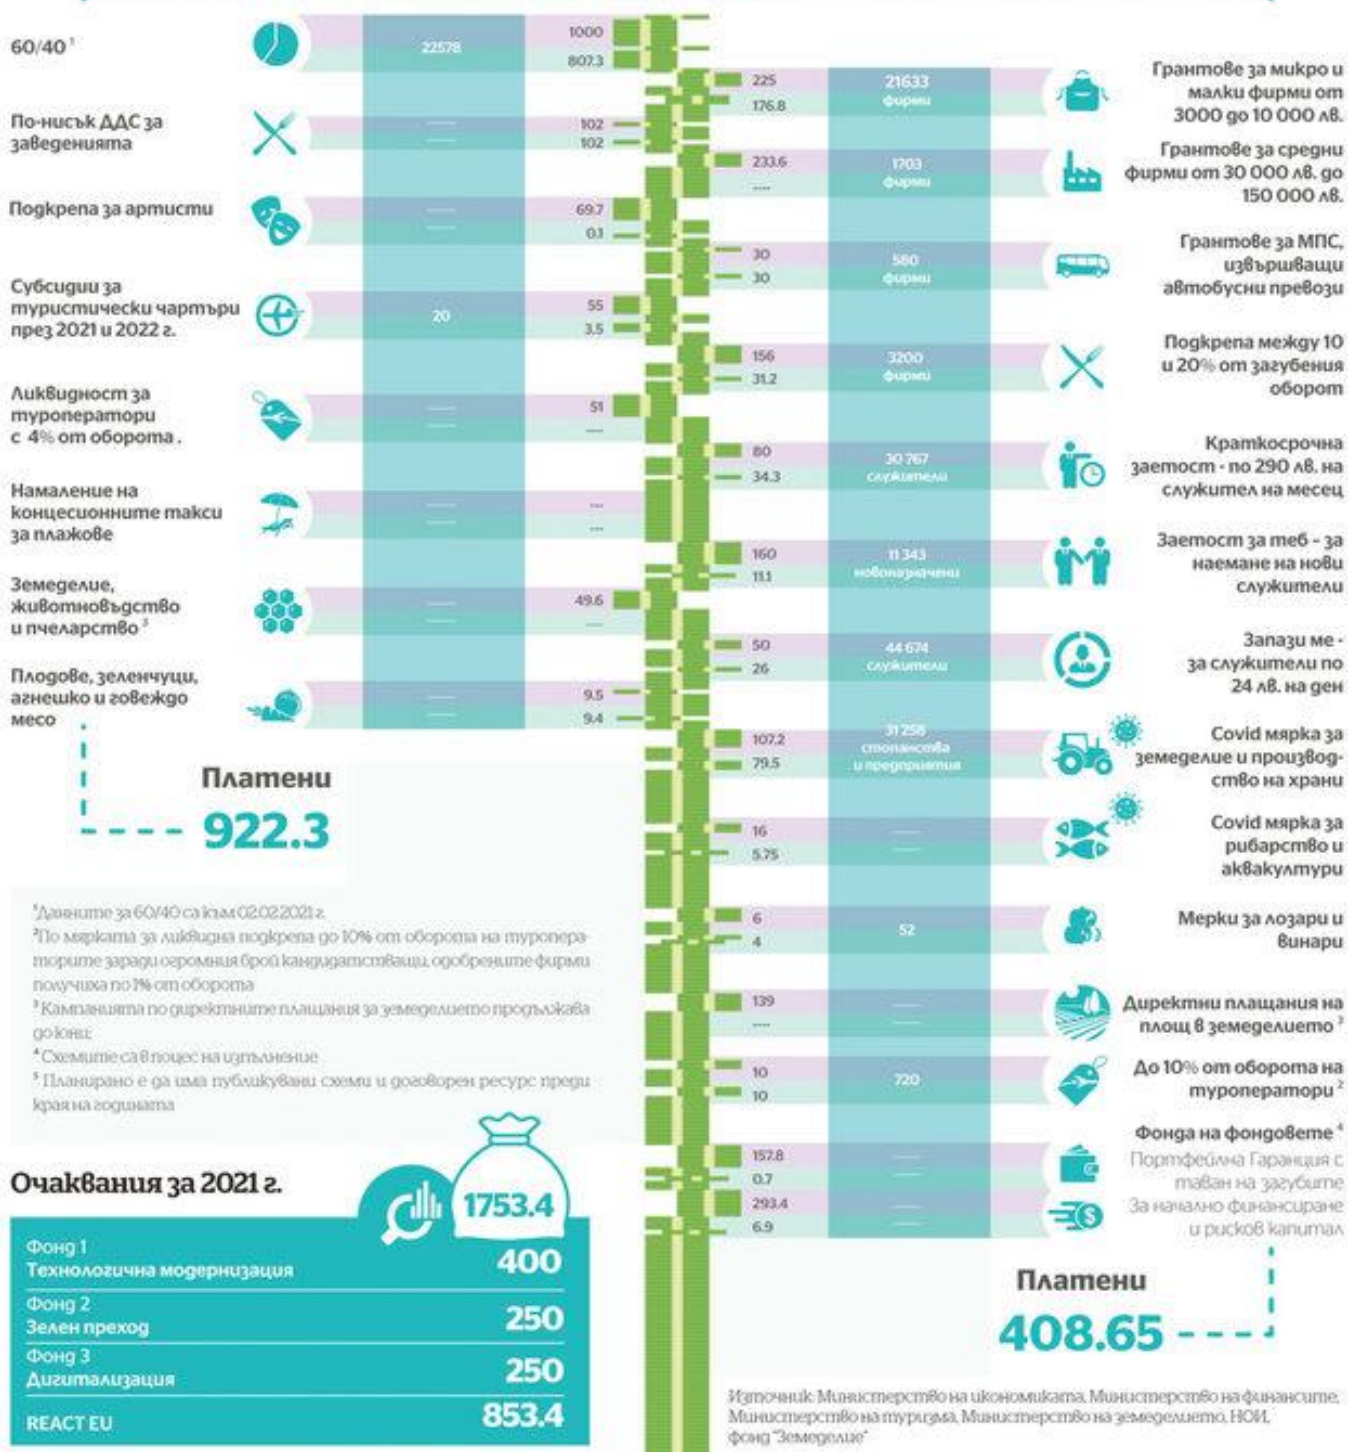 60/40 ¹
22578
1000
807.3
По-нисък ДДС за
заведенията
----
----
102
102
Подкрепа за артисти
----
----
69.7
0.1
Субсидии за
туристически чартъри
през 2021 и 2022 г.
20
55
3.5
Ликвидност за
туроператори
с 4% от оборота .
----
----
51
----
Намаление на
концесионните такси
за плажове
----
----
---
---
Земеделие,
животновъдство
и пчеларство ³
----
----
49.6
----
Плодове, зеленчуци,
агнешко и говеждо
месо
----
----
9.5
9.4
Платени
922.3
225
176.8
21633
фирми
Грантове за микро и
малки фирми от
3000 до 10 000 лв.
233.6
----
1703
фирми
Грантове за средни
фирми от 30 000 лв. до
150 000 лв.
30
30
580
фирми
Грантове за МПС,
извършващи
автобусни превози
156
31.2
3200
фирми
Подкрепа между 10
и 20% от загубения
оборот
80
34.3
30 767
служители
Краткосрочна
заетост - по 290 лв. на
служител на месец
160
11.1
11 343
новоназначени
Заетост за теб - за
наемане на нови
служители
50
26
44 674
служители
Запази ме -
за служители по
24 лв. на ден
107.2
79.5
31 258
стопанства
и предприятия
Covid мярка за
земеделие и производ-
ство на храни
16
5.75
----
----
Covid мярка за
рибарство и
аквакултури
6
4
52
Мерки за лозари и
винари
139
----
----
----
Директни плащания на
площ в земеделието ³
10
10
720
До 10% от оборота на
туроператори ²
Фонда на фондовете ⁴
157.8
0.7
----
----
Портфейлна Гаранция с
таван на загубите
293.4
6.9
----
----
За начално финансиране
и рисков капитал
Платени
408.65
¹Данните за 60/40 са към 02.02.2021 г.
²По мярката за ликвидна подкрепа до 10% от оборота на туропера-
торите заради огромния брой кандидатстващи, одобрените фирми
получиха по 1% от оборота
³ Кампанията по директните плащания за земеделието продължава
до юни;
⁴ Схемите са в поцес на изпълнение
⁵ Планирано е да има публикувани схеми и договорен ресурс преди
края на годината
Очаквания за 2021 г.
1753.4
Фонд 1
Технологична модернизация
400
Фонд 2
Зелен преход
250
Фонд 3
Дигитализация
250
REACT EU
853.4
Източник: Министерство на икономиката, Министерство на финансите,
Министерство на туризма, Министерство на земеделието, НОИ,
фонд "Земеделие"